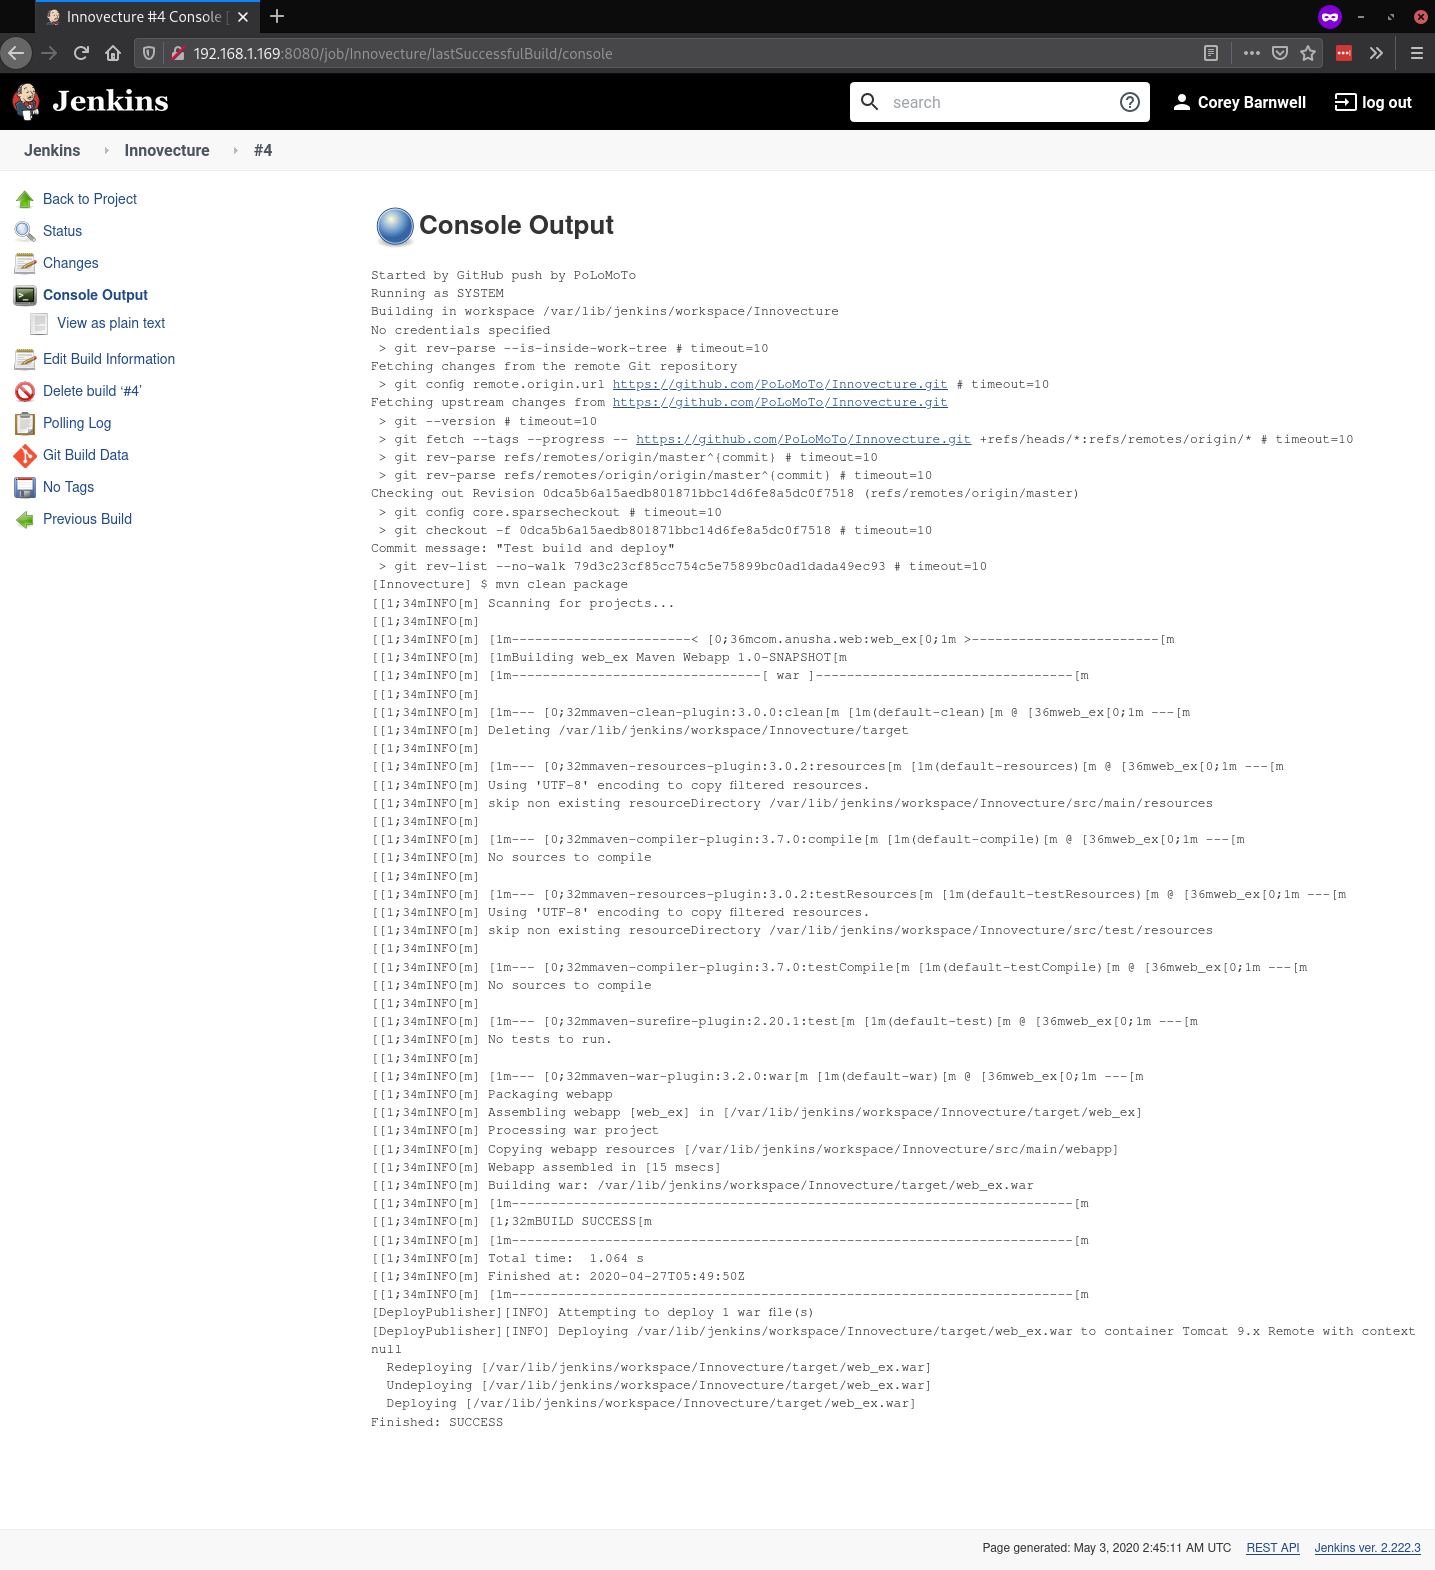 Innovecture #4 Console [
192.168.1.169:8080/job/Innovecture/lastSuccessfulBuild/console
Jenkins
search
Corey Barnwell
log out
Jenkins
Innovecture
#4
Back to Project
Status
Changes
Console Output
View as plain text
Edit Build Information
Delete build ‘#4’
Polling Log
Git Build Data
No Tags
Previous Build
Console Output
Started by GitHub push by PoLoMoTo
Running as SYSTEM
Building in workspace /var/lib/jenkins/workspace/Innovecture
No credentials specified
 > git rev-parse --is-inside-work-tree # timeout=10
Fetching changes from the remote Git repository
 > git config remote.origin.url https://github.com/PoLoMoTo/Innovecture.git # timeout=10
Fetching upstream changes from https://github.com/PoLoMoTo/Innovecture.git
 > git --version # timeout=10
 > git fetch --tags --progress -- https://github.com/PoLoMoTo/Innovecture.git +refs/heads/*:refs/remotes/origin/* # timeout=10
 > git rev-parse refs/remotes/origin/master^{commit} # timeout=10
 > git rev-parse refs/remotes/origin/origin/master^{commit} # timeout=10
Checking out Revision 0dca5b6a15aedb801871bbc14d6fe8a5dc0f7518 (refs/remotes/origin/master)
 > git config core.sparsecheckout # timeout=10
 > git checkout -f 0dca5b6a15aedb801871bbc14d6fe8a5dc0f7518 # timeout=10
Commit message: "Test build and deploy"
 > git rev-list --no-walk 79d3c23cf85cc754c5e75899bc0ad1dada49ec93 # timeout=10
[Innovecture] $ mvn clean package
[[1;34mINFO[m] Scanning for projects...
[[1;34mINFO[m]
[[1;34mINFO[m] [1m-----------------------< [0;36mcom.anusha.web:web_ex[0;1m >------------------------[m
[[1;34mINFO[m] [1mBuilding web_ex Maven Webapp 1.0-SNAPSHOT[m
[[1;34mINFO[m] [1m--------------------------------[ war ]---------------------------------[m
[[1;34mINFO[m]
[[1;34mINFO[m] [1m--- [0;32mmaven-clean-plugin:3.0.0:clean[m [1m(default-clean)[m @ [36mweb_ex[0;1m ---[m
[[1;34mINFO[m] Deleting /var/lib/jenkins/workspace/Innovecture/target
[[1;34mINFO[m]
[[1;34mINFO[m] [1m--- [0;32mmaven-resources-plugin:3.0.2:resources[m [1m(default-resources)[m @ [36mweb_ex[0;1m ---[m
[[1;34mINFO[m] Using 'UTF-8' encoding to copy filtered resources.
[[1;34mINFO[m] skip non existing resourceDirectory /var/lib/jenkins/workspace/Innovecture/src/main/resources
[[1;34mINFO[m]
[[1;34mINFO[m] [1m--- [0;32mmaven-compiler-plugin:3.7.0:compile[m [1m(default-compile)[m @ [36mweb_ex[0;1m ---[m
[[1;34mINFO[m] No sources to compile
[[1;34mINFO[m]
[[1;34mINFO[m] [1m--- [0;32mmaven-resources-plugin:3.0.2:testResources[m [1m(default-testResources)[m @ [36mweb_ex[0;1m ---[m
[[1;34mINFO[m] Using 'UTF-8' encoding to copy filtered resources.
[[1;34mINFO[m] skip non existing resourceDirectory /var/lib/jenkins/workspace/Innovecture/src/test/resources
[[1;34mINFO[m]
[[1;34mINFO[m] [1m--- [0;32mmaven-compiler-plugin:3.7.0:testCompile[m [1m(default-testCompile)[m @ [36mweb_ex[0;1m ---[m
[[1;34mINFO[m] No sources to compile
[[1;34mINFO[m]
[[1;34mINFO[m] [1m--- [0;32mmaven-surefire-plugin:2.20.1:test[m [1m(default-test)[m @ [36mweb_ex[0;1m ---[m
[[1;34mINFO[m] No tests to run.
[[1;34mINFO[m]
[[1;34mINFO[m] [1m--- [0;32mmaven-war-plugin:3.2.0:war[m [1m(default-war)[m @ [36mweb_ex[0;1m ---[m
[[1;34mINFO[m] Packaging webapp
[[1;34mINFO[m] Assembling webapp [web_ex] in [/var/lib/jenkins/workspace/Innovecture/target/web_ex]
[[1;34mINFO[m] Processing war project
[[1;34mINFO[m] Copying webapp resources [/var/lib/jenkins/workspace/Innovecture/src/main/webapp]
[[1;34mINFO[m] Webapp assembled in [15 msecs]
[[1;34mINFO[m] Building war: /var/lib/jenkins/workspace/Innovecture/target/web_ex.war
[[1;34mINFO[m] [1m------------------------------------------------------------------------[m
[[1;34mINFO[m] [1;32mBUILD SUCCESS[m
[[1;34mINFO[m] [1m------------------------------------------------------------------------[m
[[1;34mINFO[m] Total time:  1.064 s
[[1;34mINFO[m] Finished at: 2020-04-27T05:49:50Z
[[1;34mINFO[m] [1m------------------------------------------------------------------------[m
[DeployPublisher][INFO] Attempting to deploy 1 war file(s)
[DeployPublisher][INFO] Deploying /var/lib/jenkins/workspace/Innovecture/target/web_ex.war to container Tomcat 9.x Remote with context
null
  Redeploying [/var/lib/jenkins/workspace/Innovecture/target/web_ex.war]
  Undeploying [/var/lib/jenkins/workspace/Innovecture/target/web_ex.war]
  Deploying [/var/lib/jenkins/workspace/Innovecture/target/web_ex.war]
Finished: SUCCESS
Page generated: May 3, 2020 2:45:11 AM UTC
REST API
Jenkins ver. 2.222.3